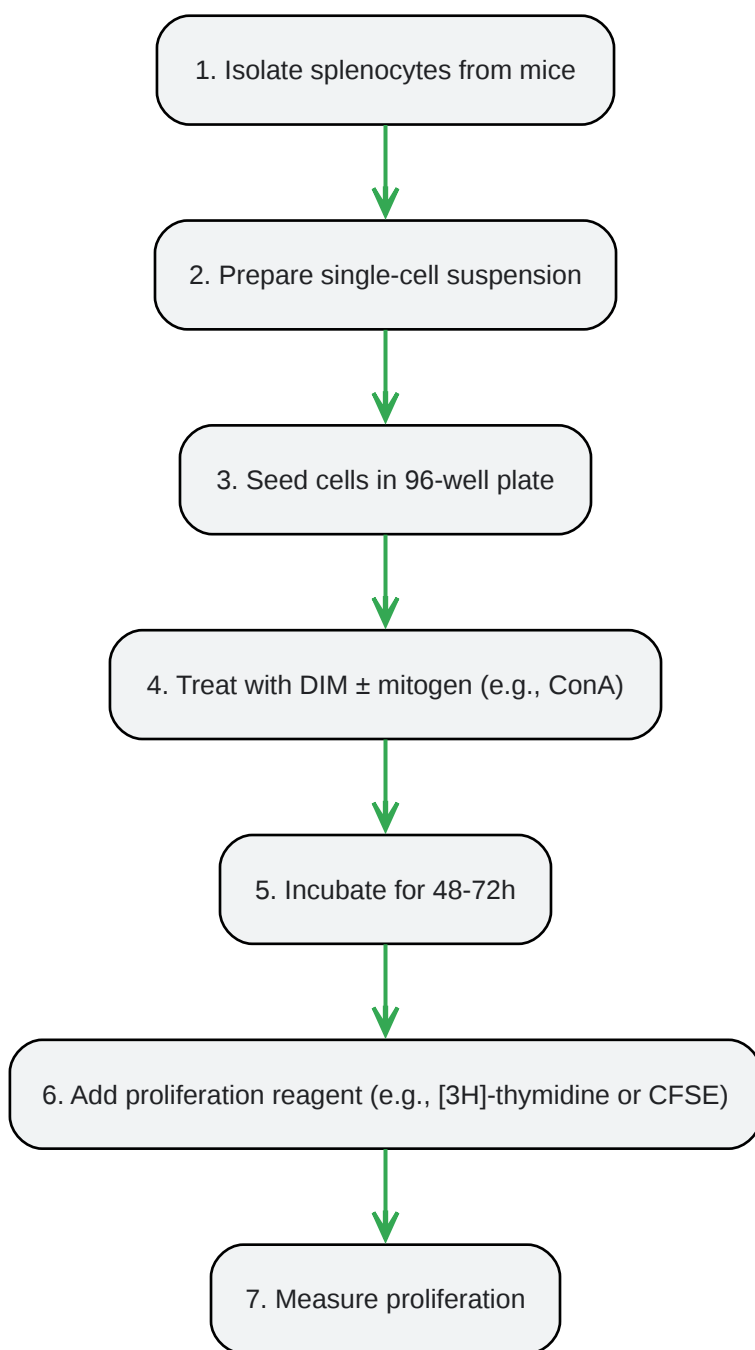 1. Isolate splenocytes from mice
2. Prepare single-cell suspension
3. Seed cells in 96-well plate
4. Treat with DIM ± mitogen (e.g., ConA)
5. Incubate for 48-72h
6. Add proliferation reagent (e.g., [3H]-thymidine or CFSE)
7. Measure proliferation